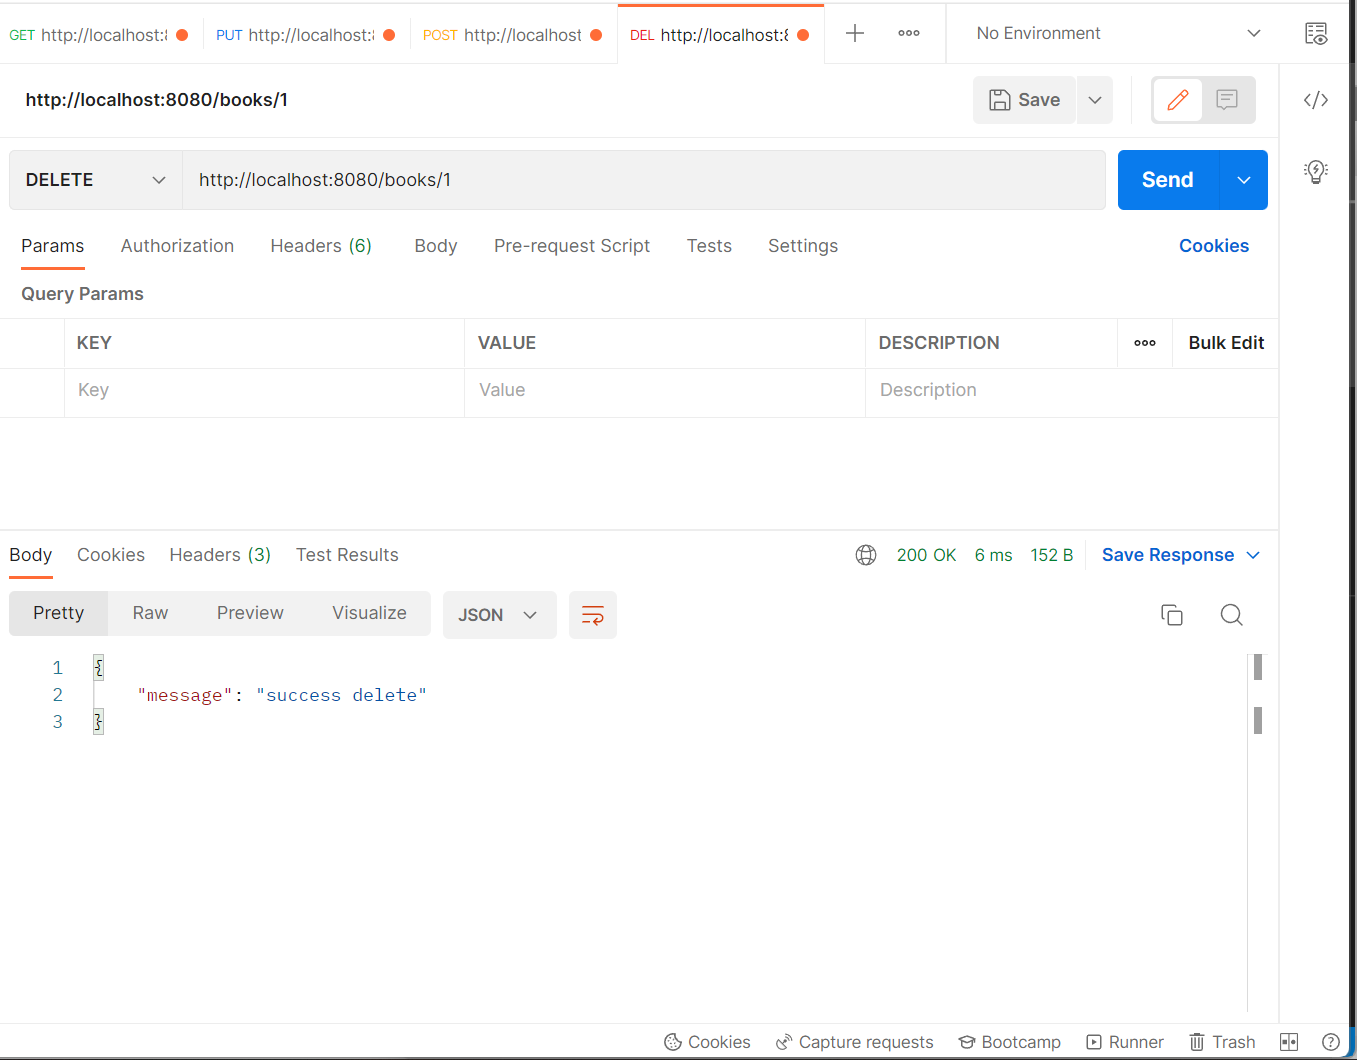 GET http://localhost:8 PUT http://localhost:8 POST http://localhost DEL http://localhost:8 No Environment
http://localhost:8080/books/1 Save
DELETE http://localhost:8080/books/1 Send
Params Authorization Headers (6) Body Pre-request Script Tests Settings Cookies
Query Params
KEY VALUE DESCRIPTION Bulk Edit
Key Value Description
Body Cookies Headers (3) Test Results 200 OK 6 ms 152 B Save Response
Pretty Raw Preview Visualize JSON
1 {
2 "message": "success delete"
3 }
Cookies Capture requests Bootcamp Runner Trash